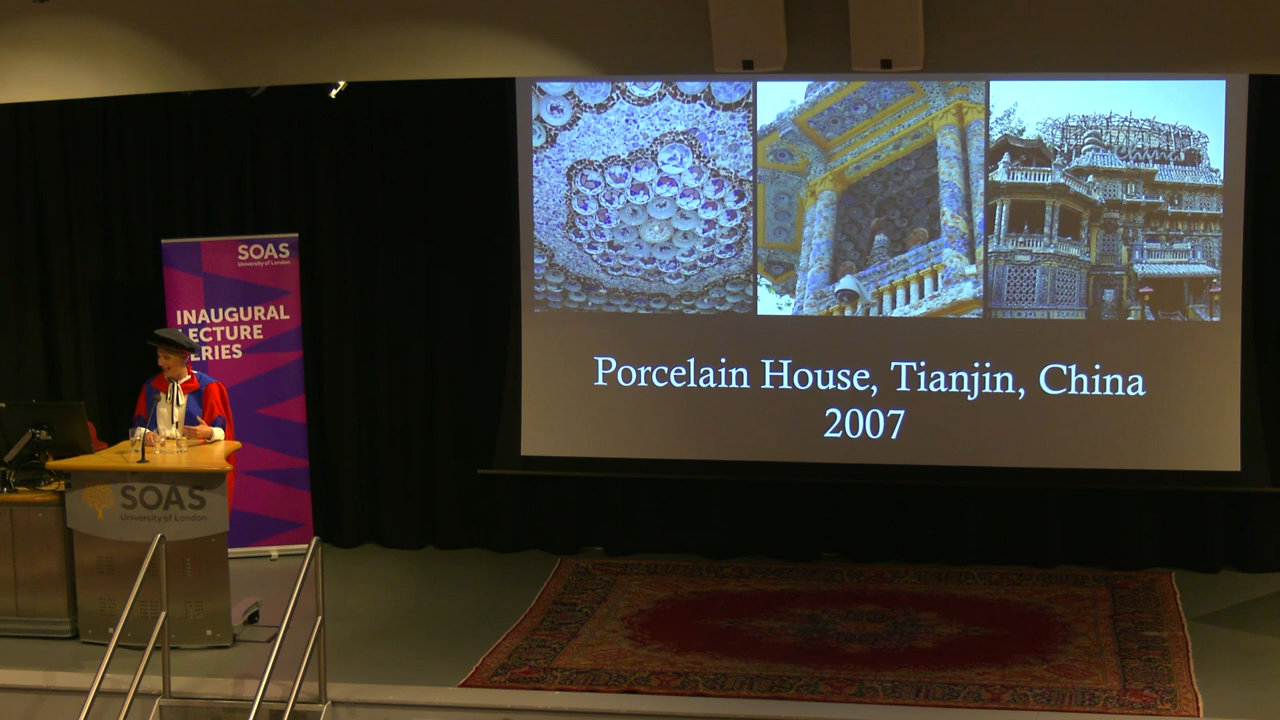 SOAS
University of London
INAUGURAL
LECTURE
SERIES
Porcelain House, Tianjin, China
2007
SOAS
University of London